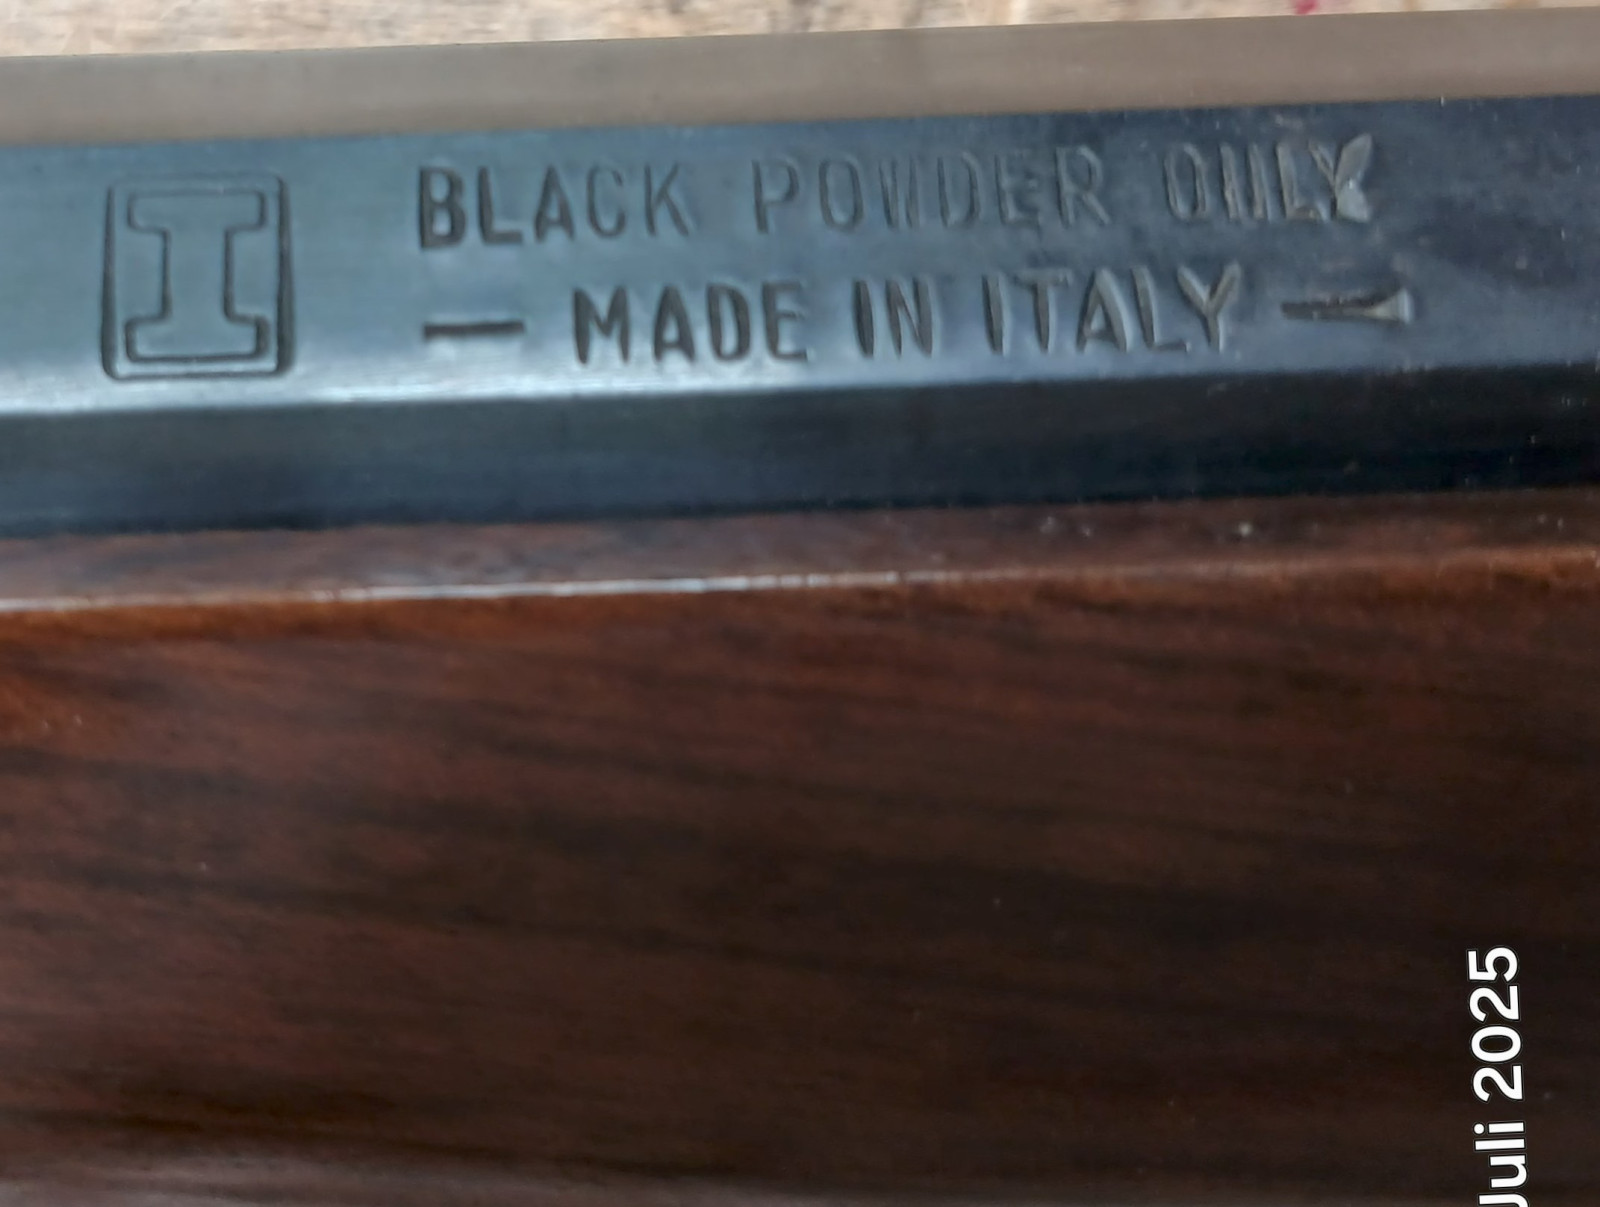 I
BLACK POWDER ONLY
— MADE IN ITALY —
Juli 2025